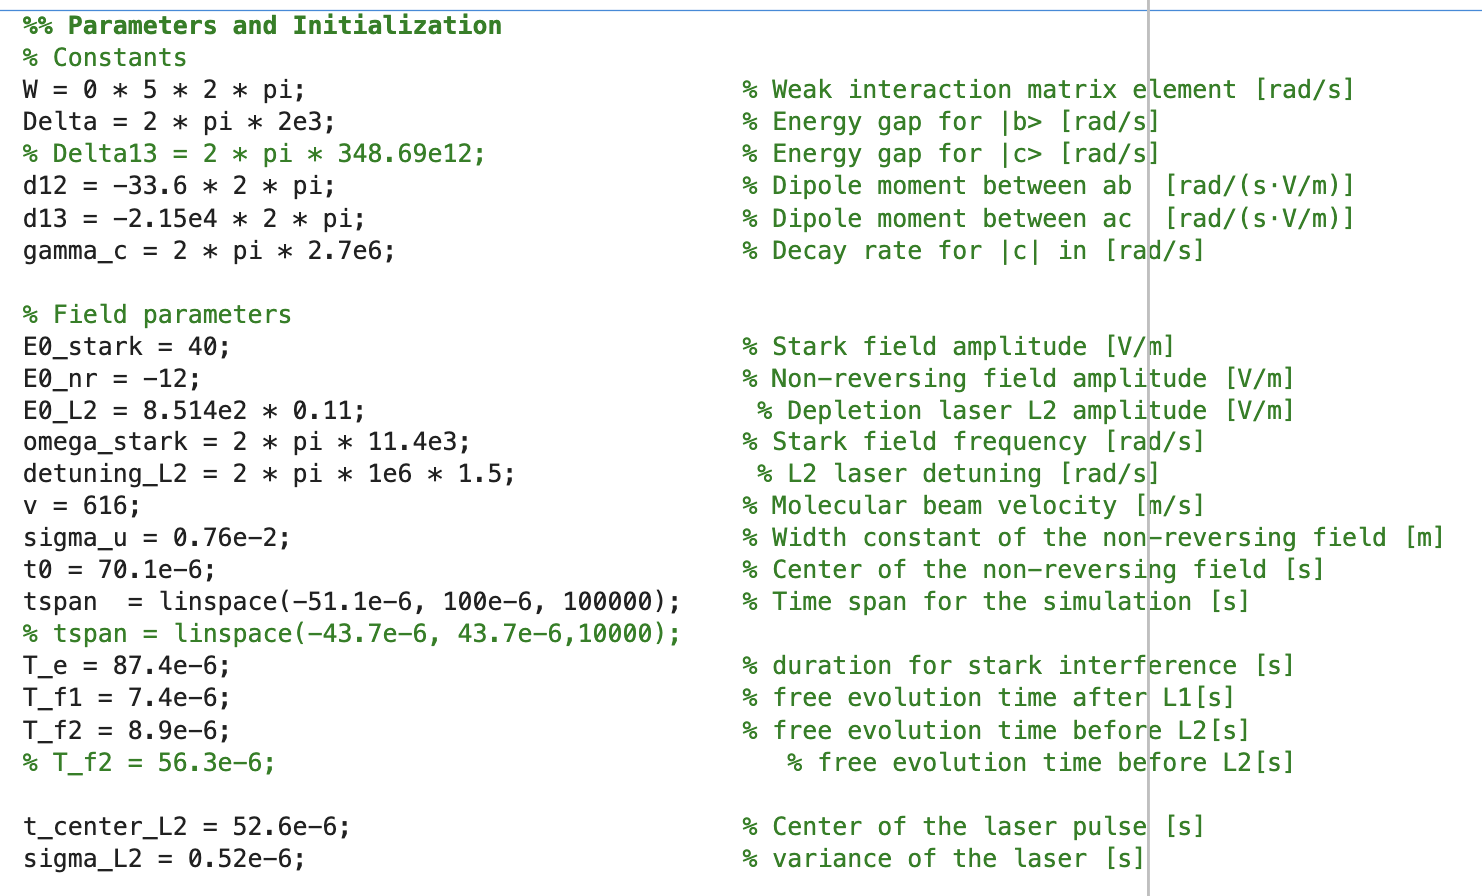 %% Parameters and Initialization
% Constants
W = 0 * 5 * 2 * pi; % Weak interaction matrix element [rad/s]
Delta = 2 * pi * 2e3; % Energy gap for |b> [rad/s]
% Delta13 = 2 * pi * 348.69e12; % Energy gap for |c> [rad/s]
d12 = -33.6 * 2 * pi; % Dipole moment between ab  [rad/(s·V/m)]
d13 = -2.15e4 * 2 * pi; % Dipole moment between ac  [rad/(s·V/m)]
gamma_c = 2 * pi * 2.7e6; % Decay rate for |c| in [rad/s]
% Field parameters
E0_stark = 40; % Stark field amplitude [V/m]
E0_nr = -12; % Non-reversing field amplitude [V/m]
E0_L2 = 8.514e2 * 0.11; % Depletion laser L2 amplitude [V/m]
omega_stark = 2 * pi * 11.4e3; % Stark field frequency [rad/s]
detuning_L2 = 2 * pi * 1e6 * 1.5; % L2 laser detuning [rad/s]
v = 616; % Molecular beam velocity [m/s]
sigma_u = 0.76e-2; % Width constant of the non-reversing field [m]
t0 = 70.1e-6; % Center of the non-reversing field [s]
tspan  = linspace(-51.1e-6, 100e-6, 100000); % Time span for the simulation [s]
% tspan = linspace(-43.7e-6, 43.7e-6,10000);
T_e = 87.4e-6; % duration for stark interference [s]
T_f1 = 7.4e-6; % free evolution time after L1[s]
T_f2 = 8.9e-6; % free evolution time before L2[s]
% T_f2 = 56.3e-6; % free evolution time before L2[s]
t_center_L2 = 52.6e-6; % Center of the laser pulse [s]
sigma_L2 = 0.52e-6; % variance of the laser [s]